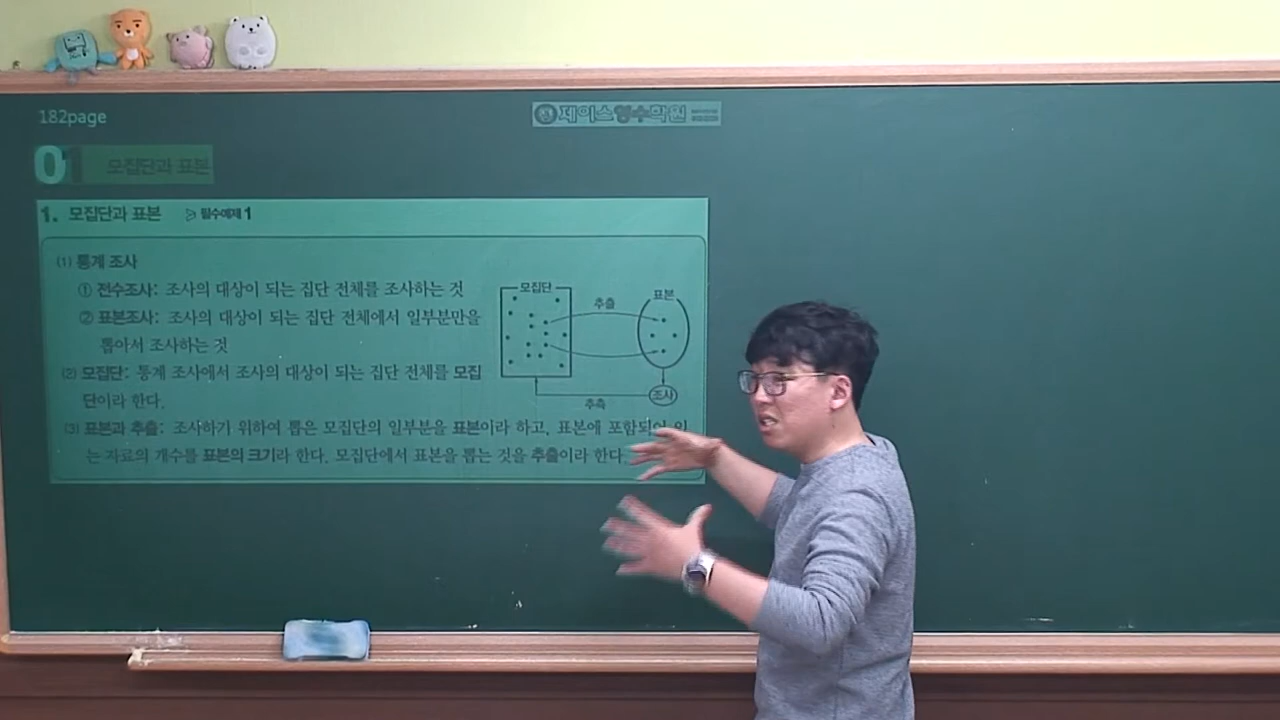 182page
제이스영수학원
01 모집단과 표본
1. 모집단과 표본 ▷ 필수예제 1
(1) 통계 조사
① 전수조사: 조사의 대상이 되는 집단 전체를 조사하는 것
② 표본조사: 조사의 대상이 되는 집단 전체에서 일부분만을
뽑아서 조사하는 것
(2) 모집단: 통계 조사에서 조사의 대상이 되는 집단 전체를 모집
단이라 한다.
(3) 표본과 추출: 조사하기 위하여 뽑은 모집단의 일부분을 표본이라 하고, 표본에 포함되어 있
는 자료의 개수를 표본의 크기라 한다. 모집단에서 표본을 뽑는 것을 추출이라 한다.
모집단
추출
표본
조사
추측